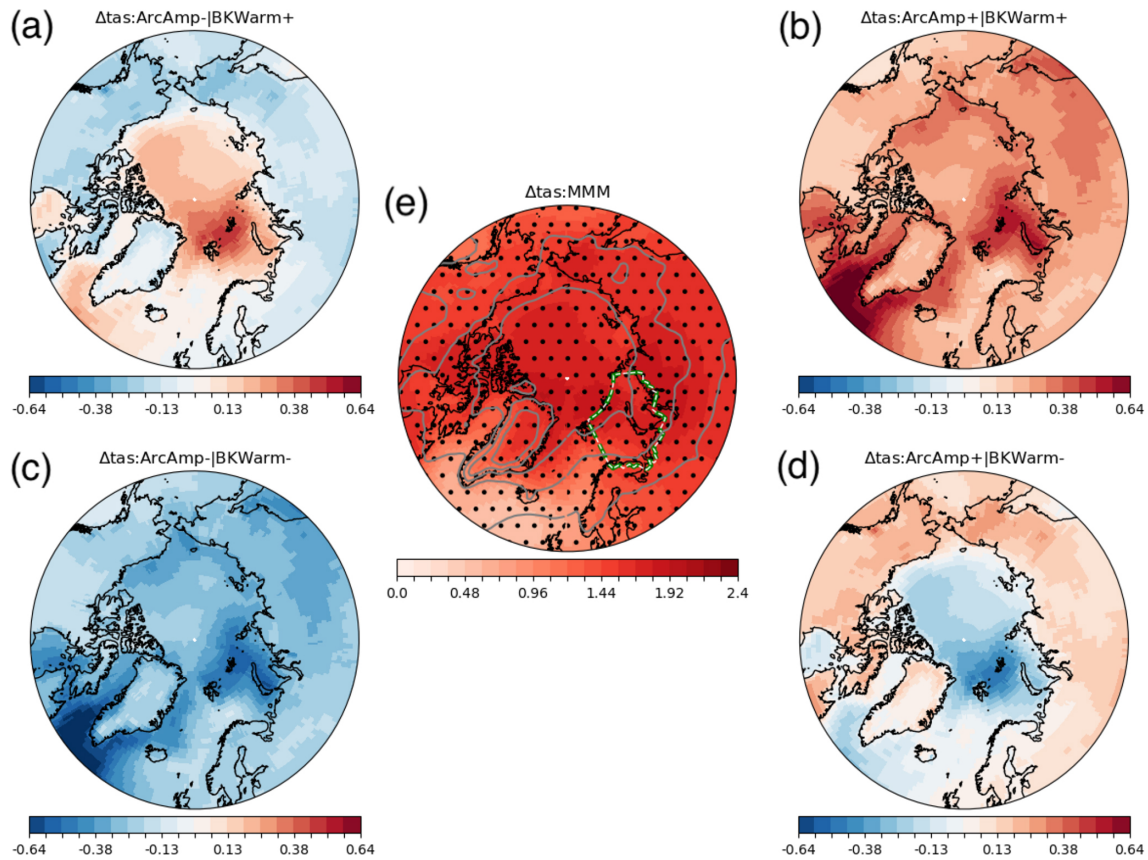 (a)
Δtas:ArcAmp-|BKWarm+
-0.64 -0.38 -0.13 0.13 0.38 0.64
(b)
Δtas:ArcAmp+|BKWarm+
-0.64 -0.38 -0.13 0.13 0.38 0.64
(e)
Δtas:MMM
0.0 0.48 0.96 1.44 1.92 2.4
(c)
Δtas:ArcAmp-|BKWarm-
-0.64 -0.38 -0.13 0.13 0.38 0.64
(d)
Δtas:ArcAmp+|BKWarm-
-0.64 -0.38 -0.13 0.13 0.38 0.64